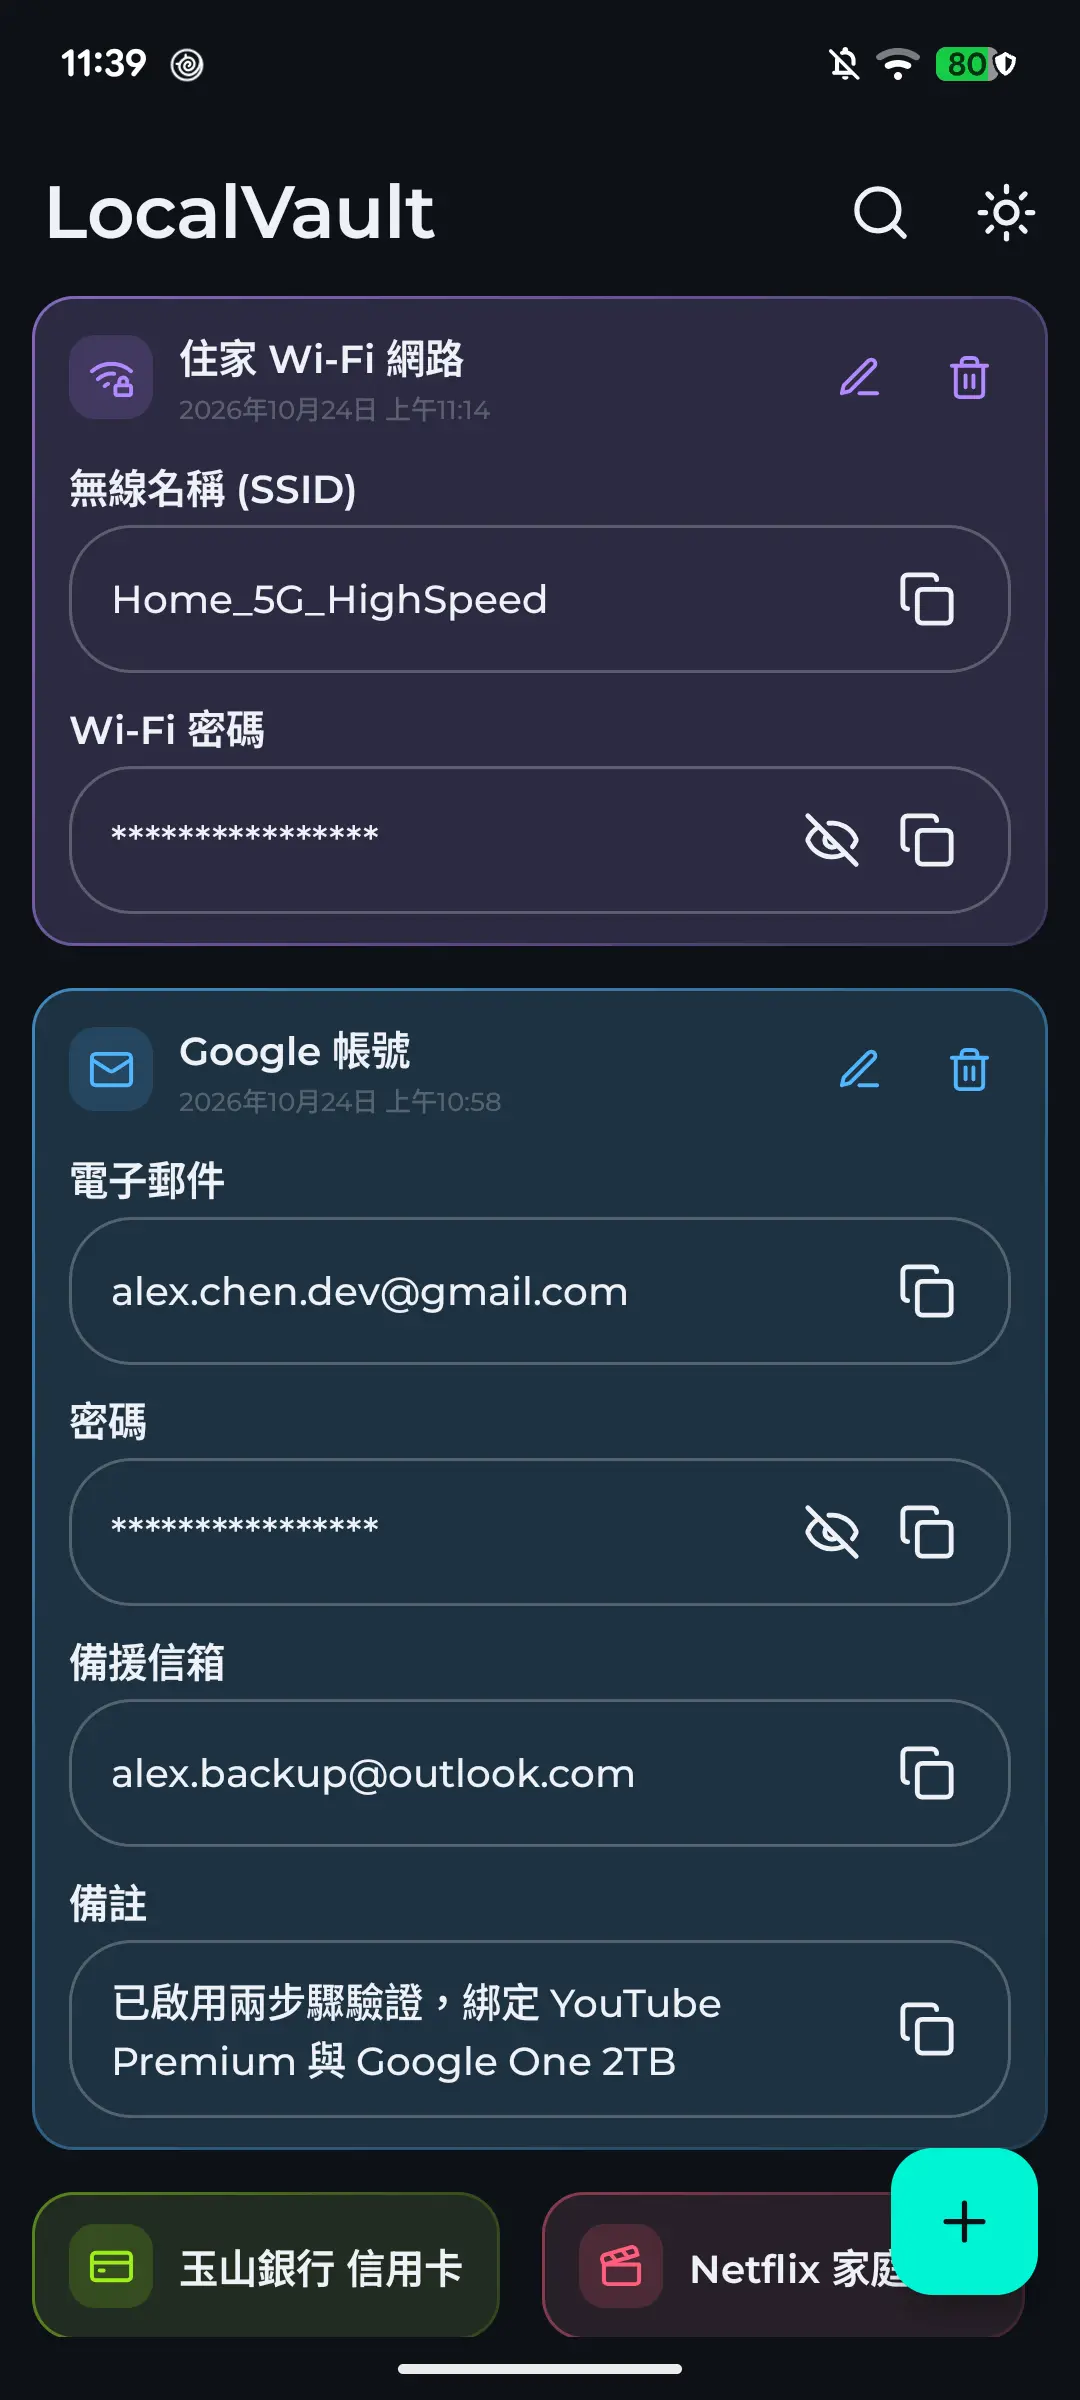 11:39
80
LocalVault
住家 Wi-Fi 網路
2026年10月24日 上午11:14
無線名稱 (SSID)
Home_5G_HighSpeed
Wi-Fi 密碼
****************
Google 帳號
2026年10月24日 上午10:58
電子郵件
alex.chen.dev@gmail.com
密碼
****************
備援信箱
alex.backup@outlook.com
備註
已啟用兩步驟驗證，綁定 YouTube
Premium 與 Google One 2TB
玉山銀行 信用卡
Netflix 家庭